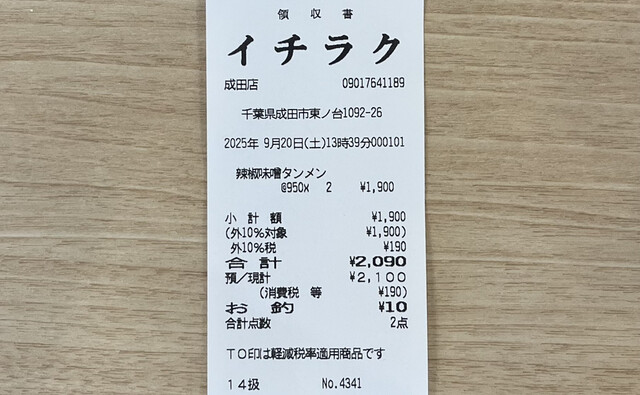 領収書
イチラク
成田店 09017641189
千葉県成田市東ノ台1092-26
2025年 9月20日(土)13時39分000101
辣椒味噌タンメン
@950× 2 ¥1,900
小計額 ¥1,900
(外10%対象 ¥1,900)
外10%税 ¥190
合計 ¥2,090
預/現計 ¥2,100
(消費税等 ¥190)
お釣 ¥10
合計点数 2点
TO印は軽減税率適用商品です
14扱 No.4341